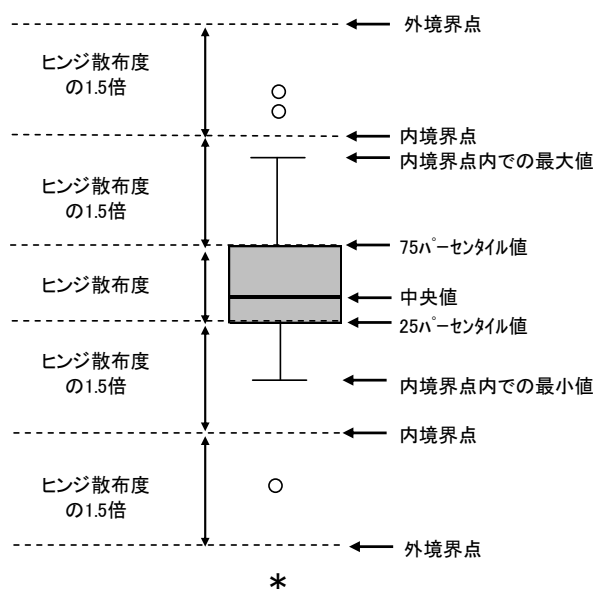 外境界点
ヒンジ散布度
の1.5倍
内境界点
内境界点内での最大値
ヒンジ散布度
の1.5倍
75パーセンタイル値
ヒンジ散布度
中央値
25パーセンタイル値
ヒンジ散布度
の1.5倍
内境界点内での最小値
内境界点
ヒンジ散布度
の1.5倍
外境界点
*